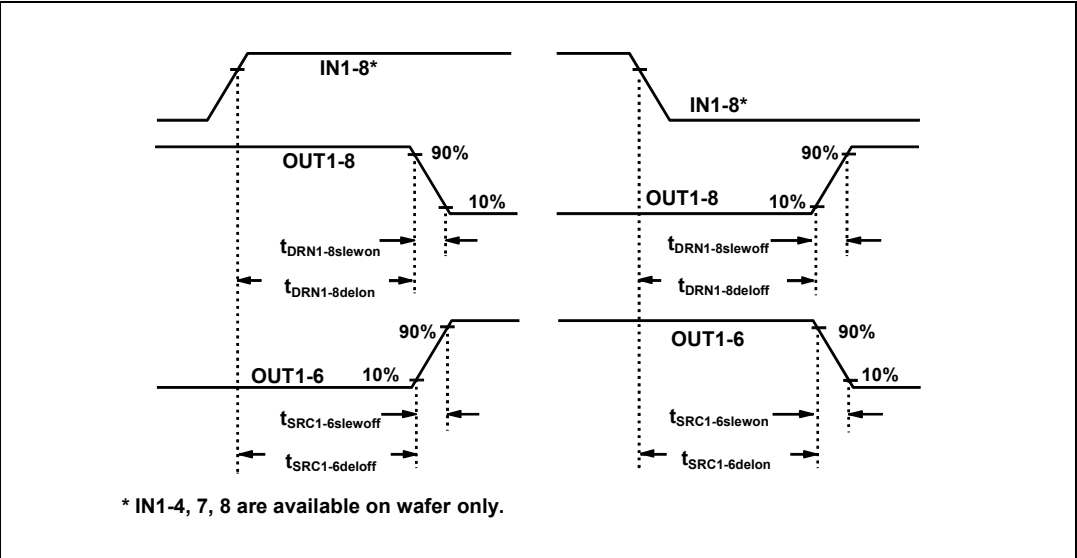 IN1-8*
IN1-8*
OUT1-8
90%
10%
OUT1-8
90%
10%
tDRN1-8slewon
tDRN1-8slewoff
tDRN1-8delon
tDRN1-8deloff
OUT1-6
90%
10%
OUT1-6
90%
10%
tSRC1-6slewoff
tSRC1-6slewon
tSRC1-6deloff
tSRC1-6delon
* IN1-4, 7, 8 are available on wafer only.